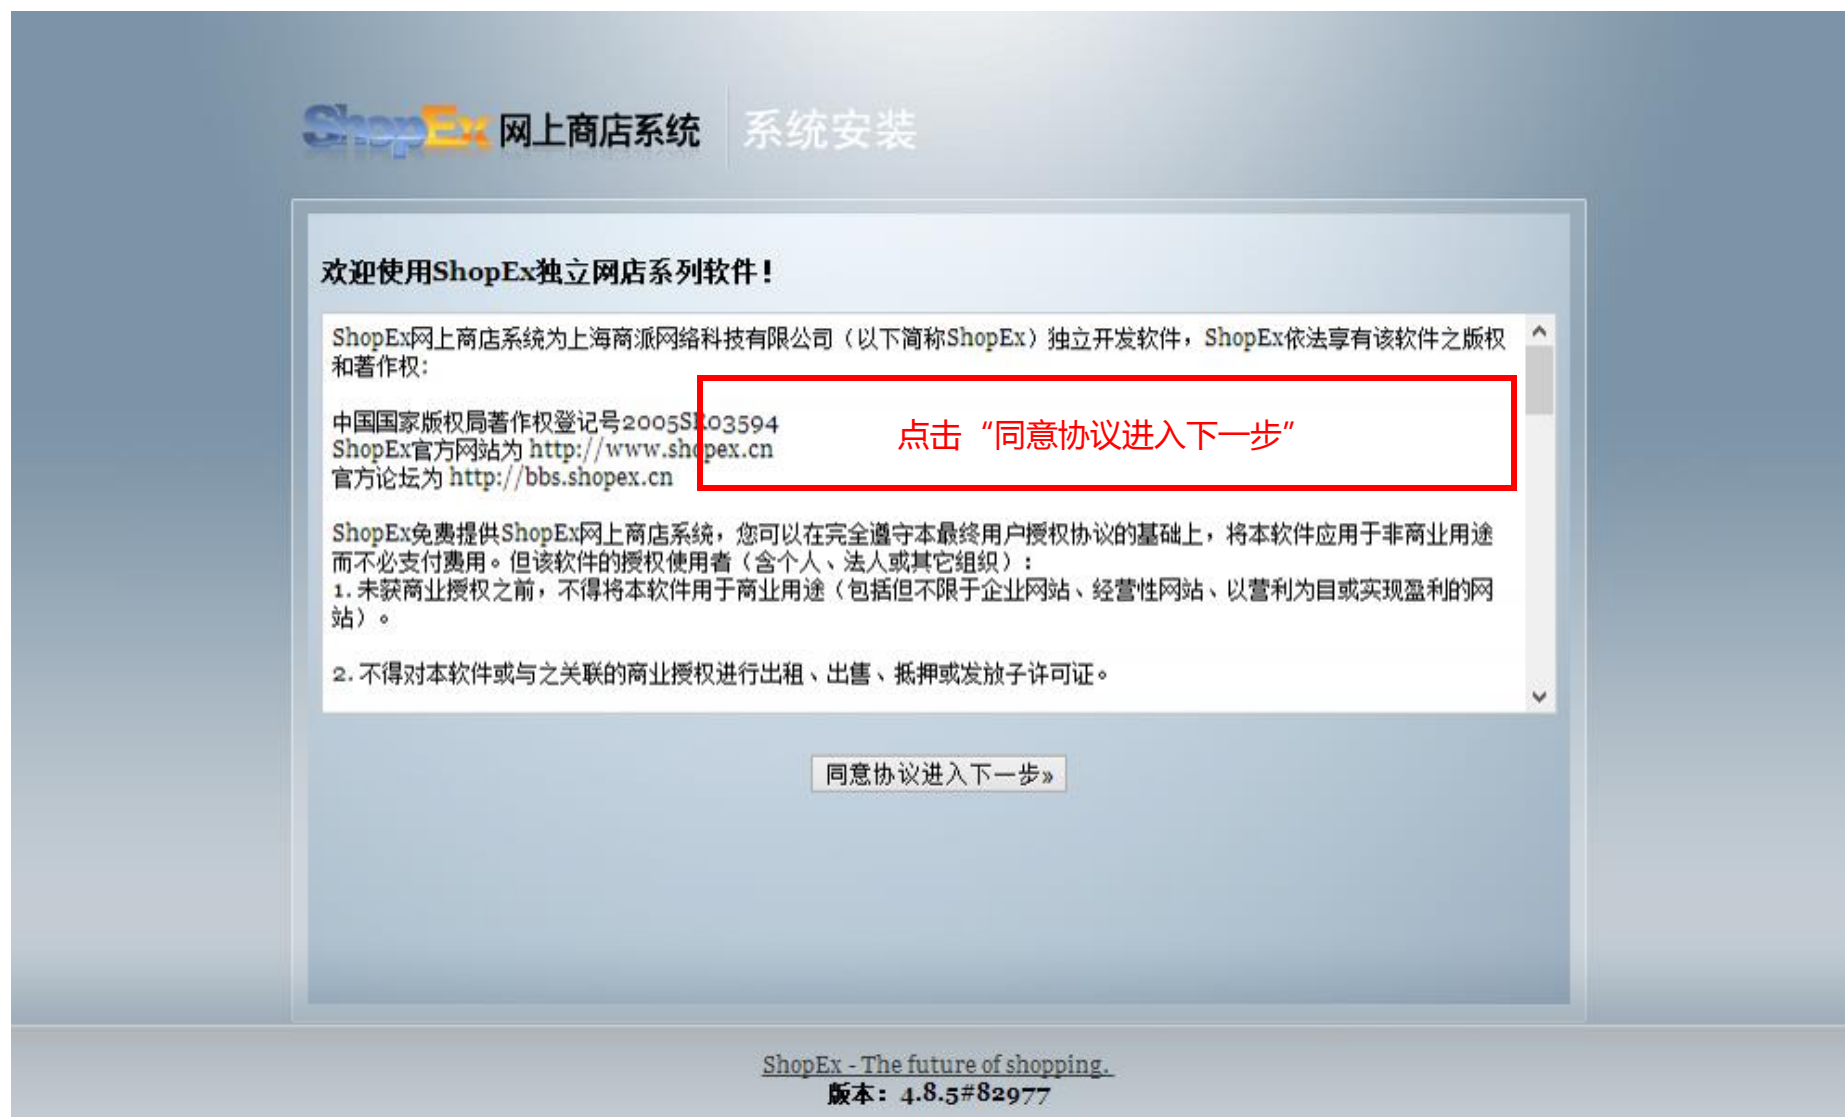 ShopEx 网上商店系统 系统安装
欢迎使用ShopEx独立网店系列软件！
ShopEx网上商店系统为上海商派网络科技有限公司（以下简称ShopEx）独立开发软件，ShopEx依法享有该软件之版权
和著作权：
中国国家版权局著作权登记号2005SR03594
点击“同意协议进入下一步”
ShopEx官方网站为 http://www.shopex.cn
官方论坛为 http://bbs.shopex.cn
ShopEx免费提供ShopEx网上商店系统，您可以在完全遵守本最终用户授权协议的基础上，将本软件应用于非商业用途
而不必支付费用。但该软件的授权使用者（含个人、法人或其它组织）：
1. 未获商业授权之前，不得将本软件用于商业用途（包括但不限于企业网站、经营性网站、以营利为目或实现盈利的网
站）。
2. 不得对本软件或与之关联的商业授权进行出租、出售、抵押或发放子许可证。
同意协议进入下一步»
ShopEx - The future of shopping.
版本：4.8.5#82977